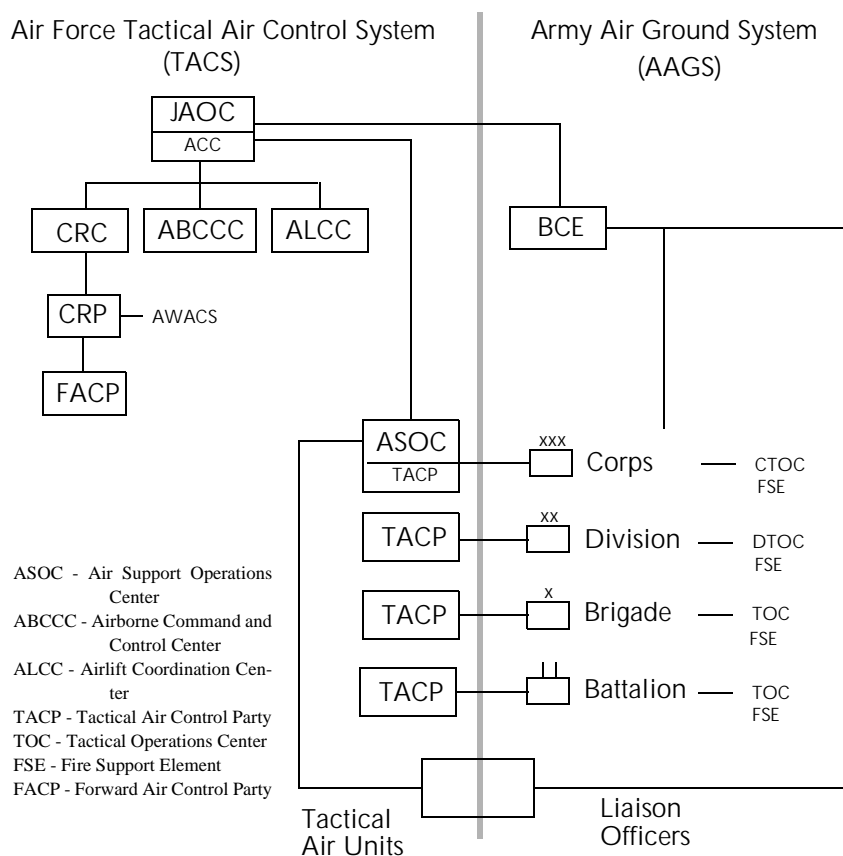 Air Force Tactical Air Control System
(TACS)
Army Air Ground System
(AAGS)
JAOC
ACC
CRC
ABCCC
ALCC
BCE
CRP
AWACS
FACP
ASOC
TACP
xxx
Corps
CTOC
FSE
TACP
xx
Division
DTOC
FSE
TACP
x
Brigade
TOC
FSE
TACP
Battalion
TOC
FSE
ASOC - Air Support Operations
Center
ABCCC - Airborne Command and
Control Center
ALCC - Airlift Coordination Cen-
ter
TACP - Tactical Air Control Party
TOC - Tactical Operations Center
FSE - Fire Support Element
FACP - Forward Air Control Party
Tactical
Air Units
Liaison
Officers